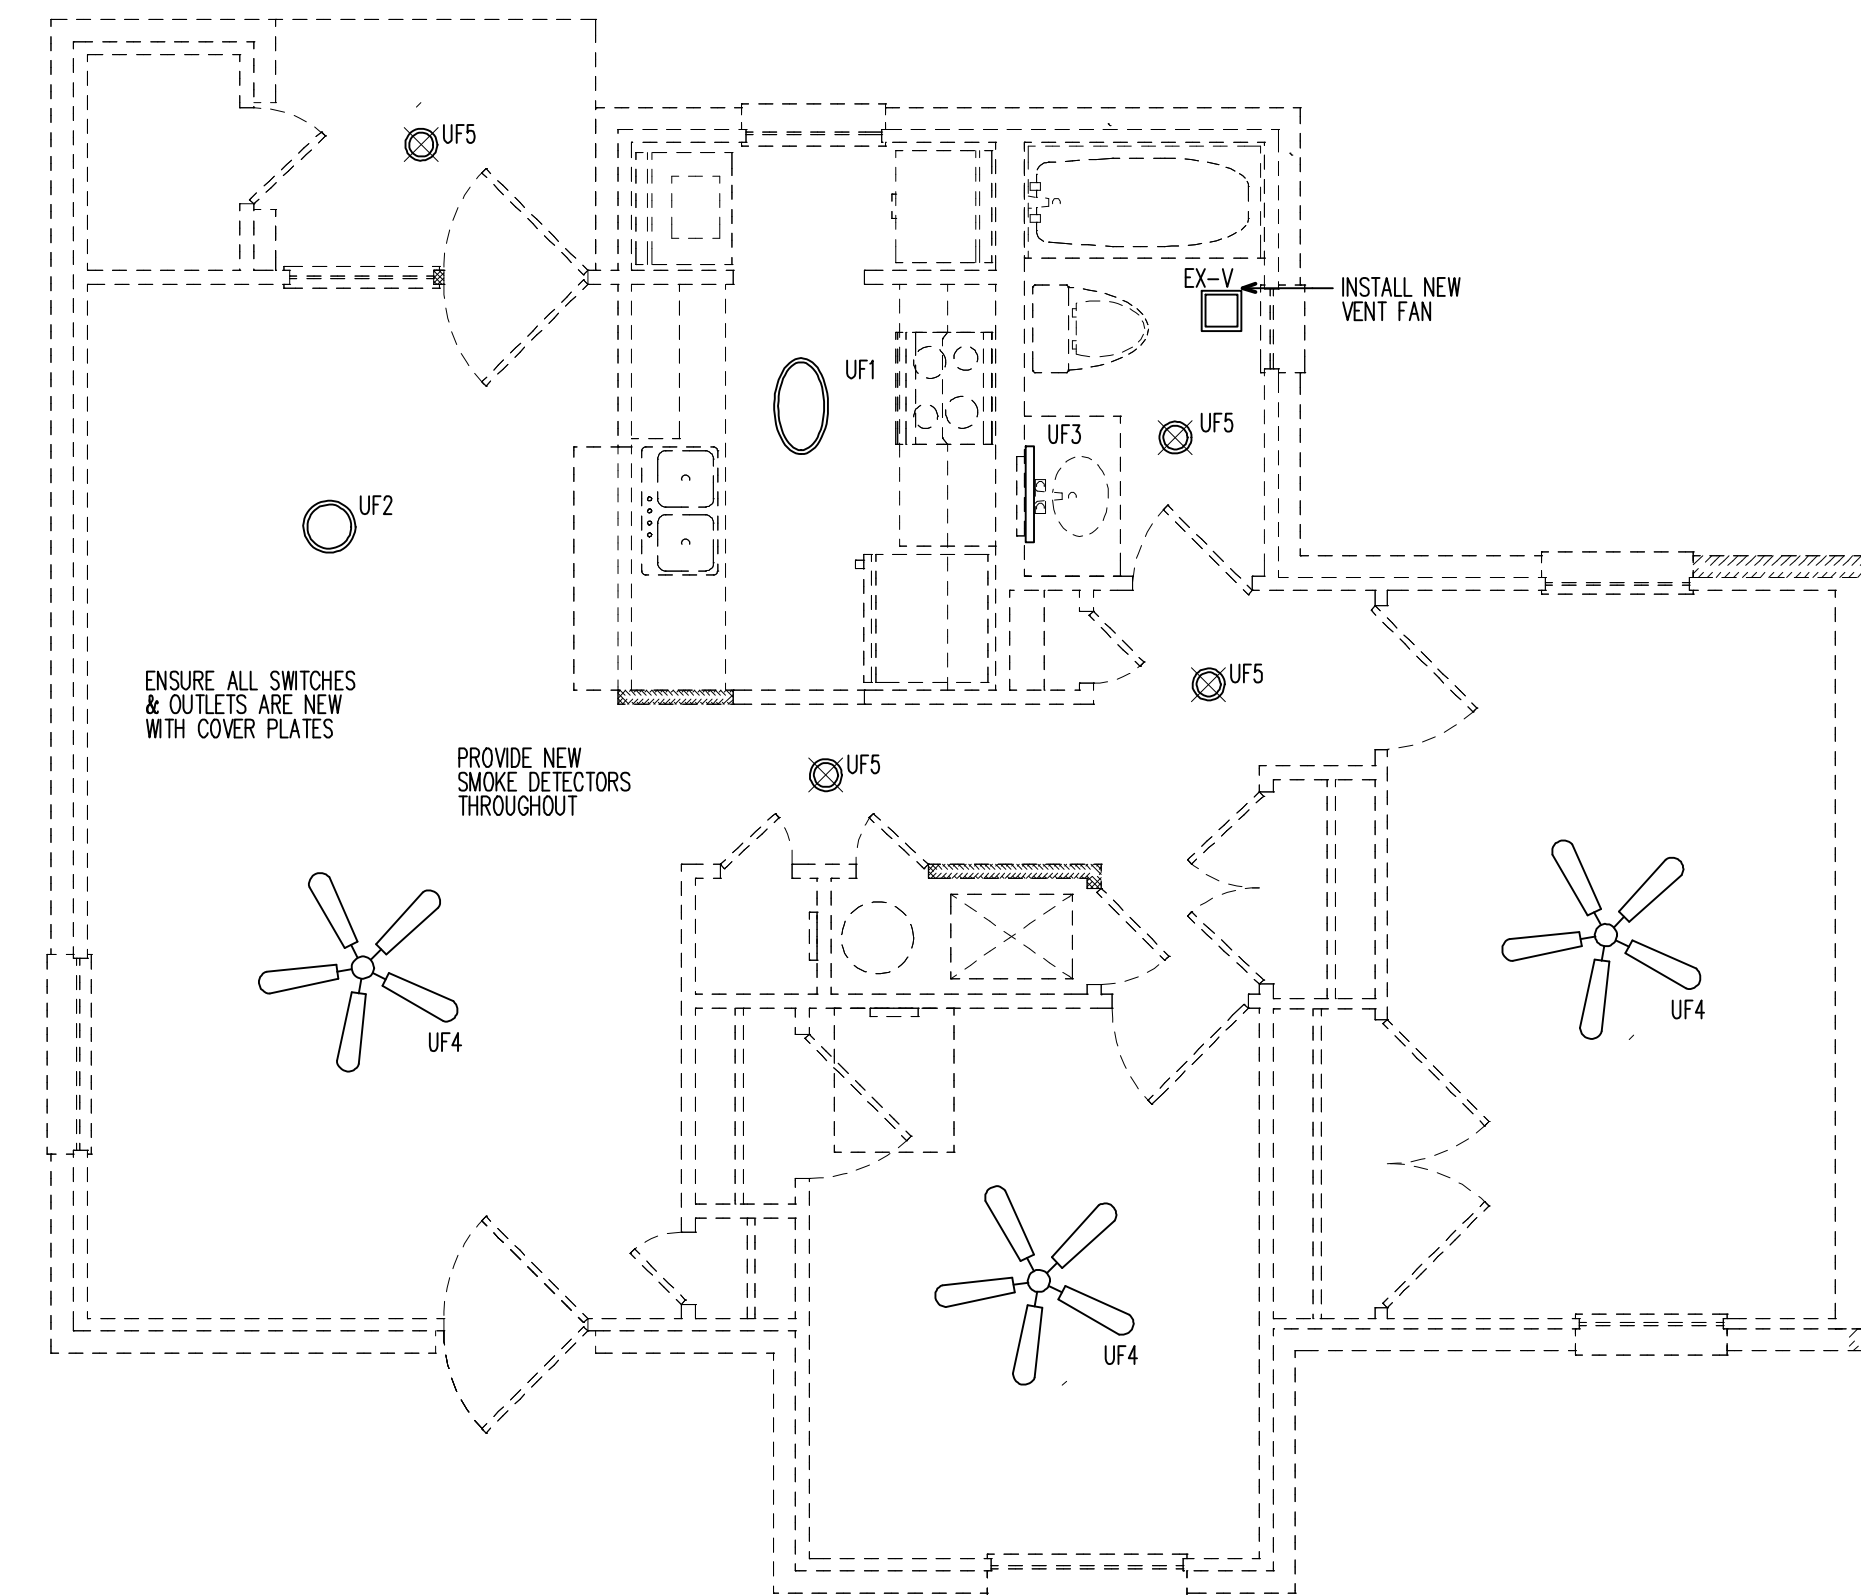 UF5
EX-V
INSTALL NEW
VENT FAN
UF1
UF5
UF3
UF2
UF5
ENSURE ALL SWITCHES
& OUTLETS ARE NEW
WITH COVER PLATES
PROVIDE NEW
SMOKE DETECTORS
THROUGHOUT
UF5
UF4
UF4
UF4